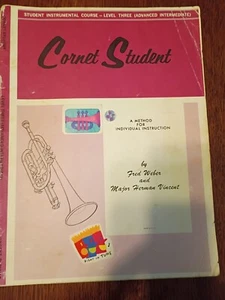 STUDENT INSTRUMENTAL COURSE - LEVEL THREE (ADVANCED INTERMEDIATE)
Cornet Student
A METHOD
FOR
INDIVIDUAL INSTRUCTION
by
Fred Weber
and
Major Herman Vincent